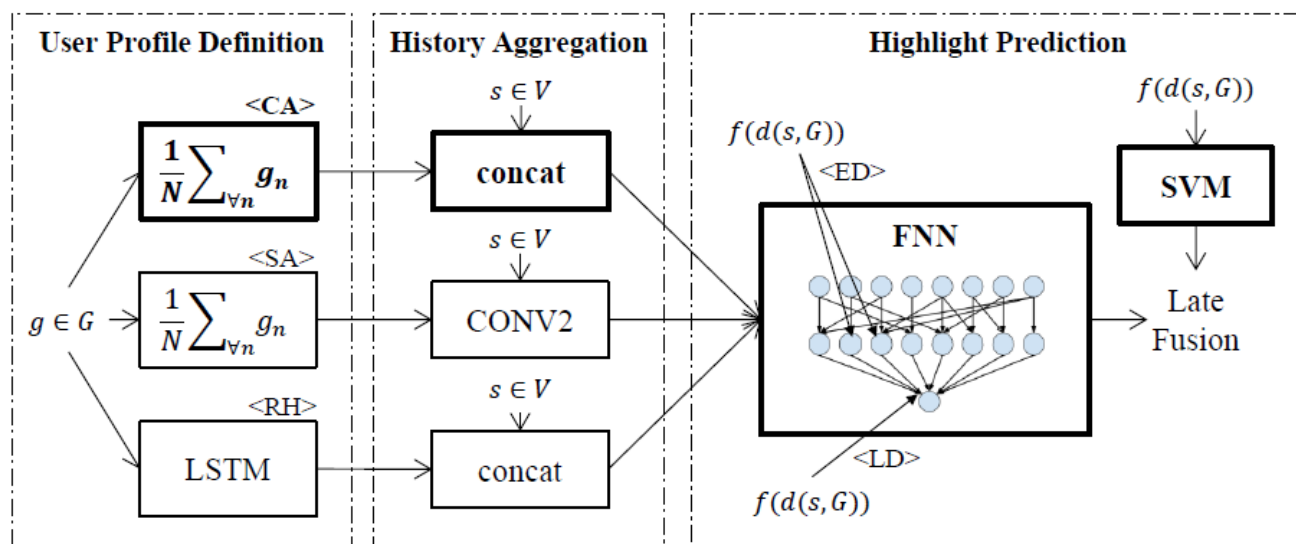 User Profile Definition
<CA>
1/N ∑∀n gn
<SA>
1/N ∑∀n gn
g ∈ G
<RH>
LSTM
History Aggregation
s ∈ V
concat
s ∈ V
CONV2
s ∈ V
concat
Highlight Prediction
f(d(s, G))
<ED>
FNN
<LD>
f(d(s, G))
f(d(s, G))
SVM
Late
Fusion